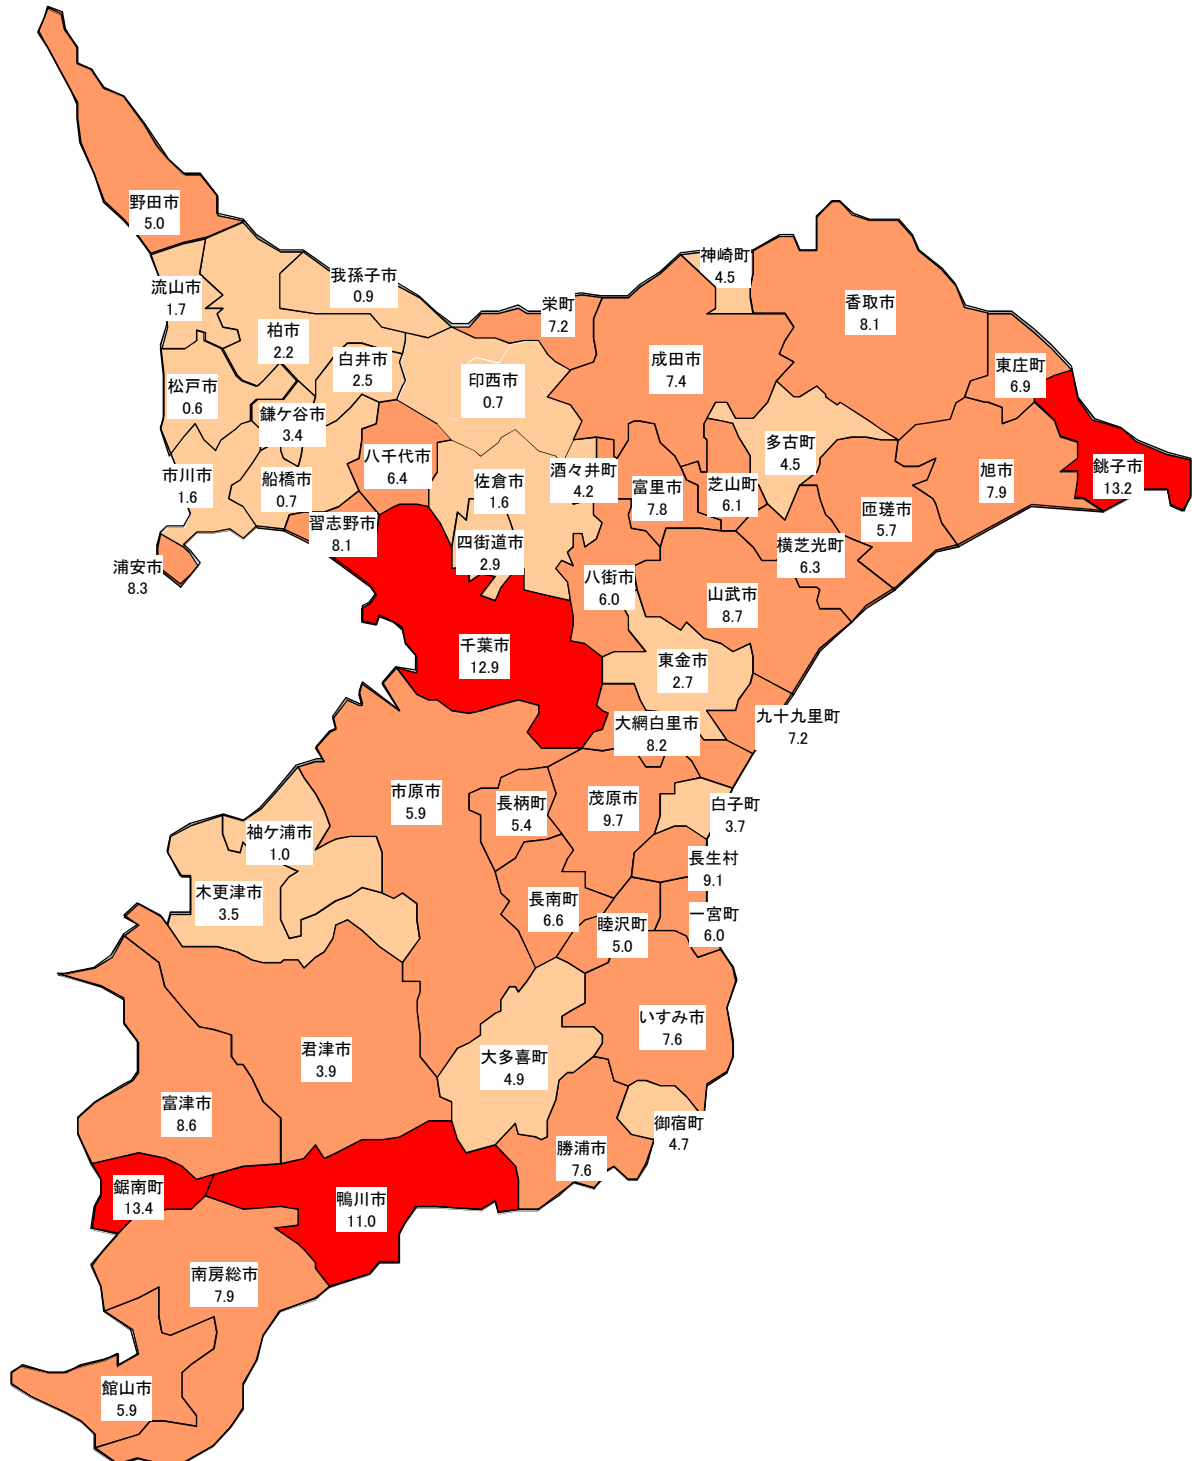 野田市
5.0
流山市
1.7
我孫子市
0.9
柏市
2.2
白井市
2.5
松戸市
0.6
鎌ケ谷市
3.4
市川市
1.6
船橋市
0.7
八千代市
6.4
習志野市
8.1
浦安市
8.3
印西市
0.7
栄町
7.2
成田市
7.4
神崎町
4.5
香取市
8.1
東庄町
6.9
銚子市
13.2
旭市
7.9
多古町
4.5
匝瑳市
5.7
酒々井町
4.2
富里市
7.8
芝山町
6.1
横芝光町
6.3
佐倉市
1.6
四街道市
2.9
八街市
6.0
山武市
8.7
千葉市
12.9
東金市
2.7
大網白里市
8.2
九十九里町
7.2
市原市
5.9
長柄町
5.4
茂原市
9.7
白子町
3.7
長生村
9.1
袖ケ浦市
1.0
木更津市
3.5
長南町
6.6
睦沢町
5.0
一宮町
6.0
いすみ市
7.6
大多喜町
4.9
君津市
3.9
富津市
8.6
御宿町
4.7
勝浦市
7.6
鋸南町
13.4
鴨川市
11.0
南房総市
7.9
館山市
5.9